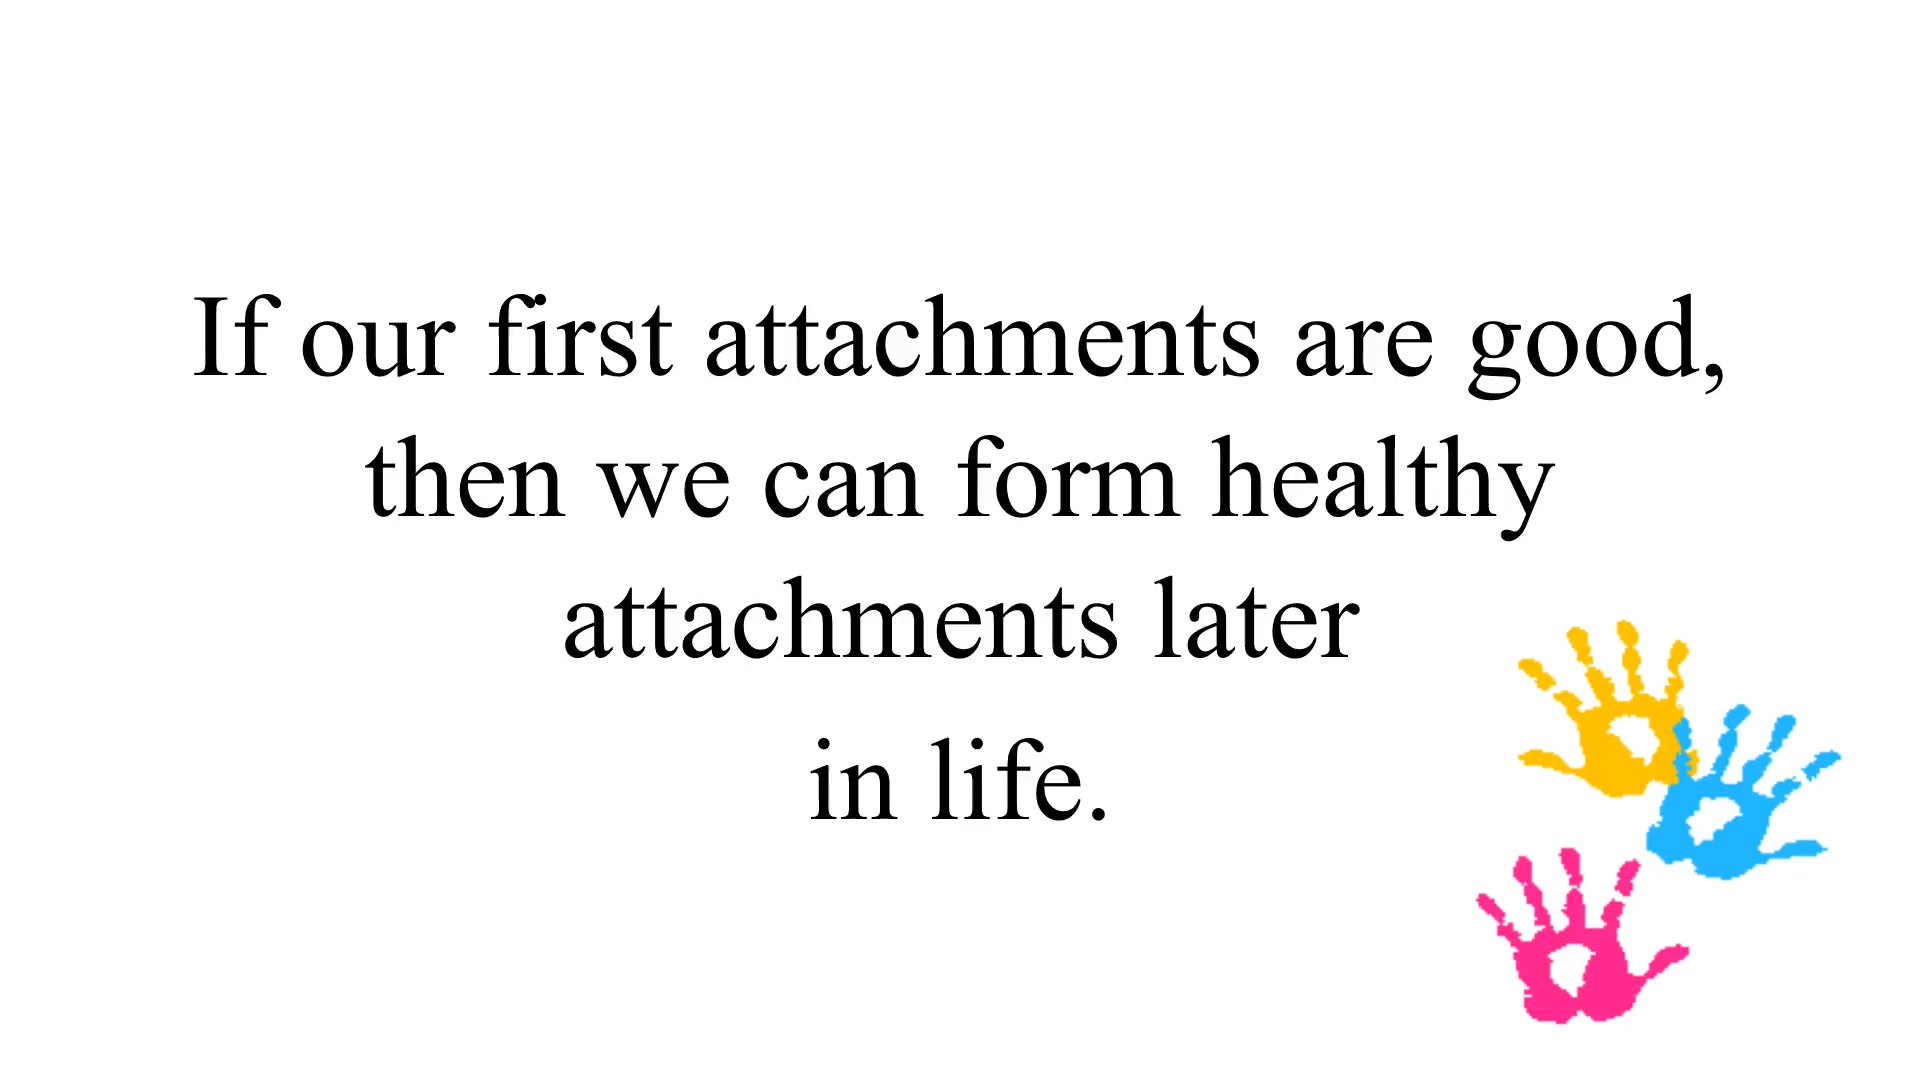 If our first attachments are good,
then we can form healthy
attachments later
in life.